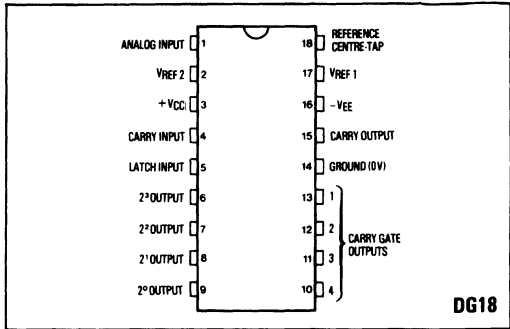 ANALOG INPUT 1
VREF 2 2
+VCC 3
CARRY INPUT 4
LATCH INPUT 5
2³ OUTPUT 6
2² OUTPUT 7
2¹ OUTPUT 8
2⁰ OUTPUT 9
18 REFERENCE
CENTRE-TAP
17 VREF 1
16 -VEE
15 CARRY OUTPUT
14 GROUND (0V)
13 1
12 2
11 3
10 4
CARRY GATE
OUTPUTS
DG18